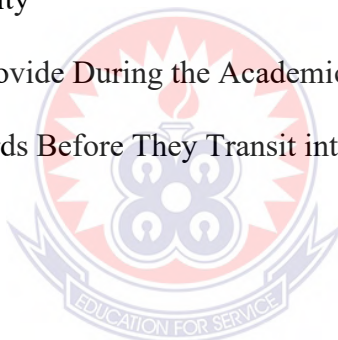 ity
ovide During the Academic
ds Before They Transit int
EDUCATION FOR SERVICE